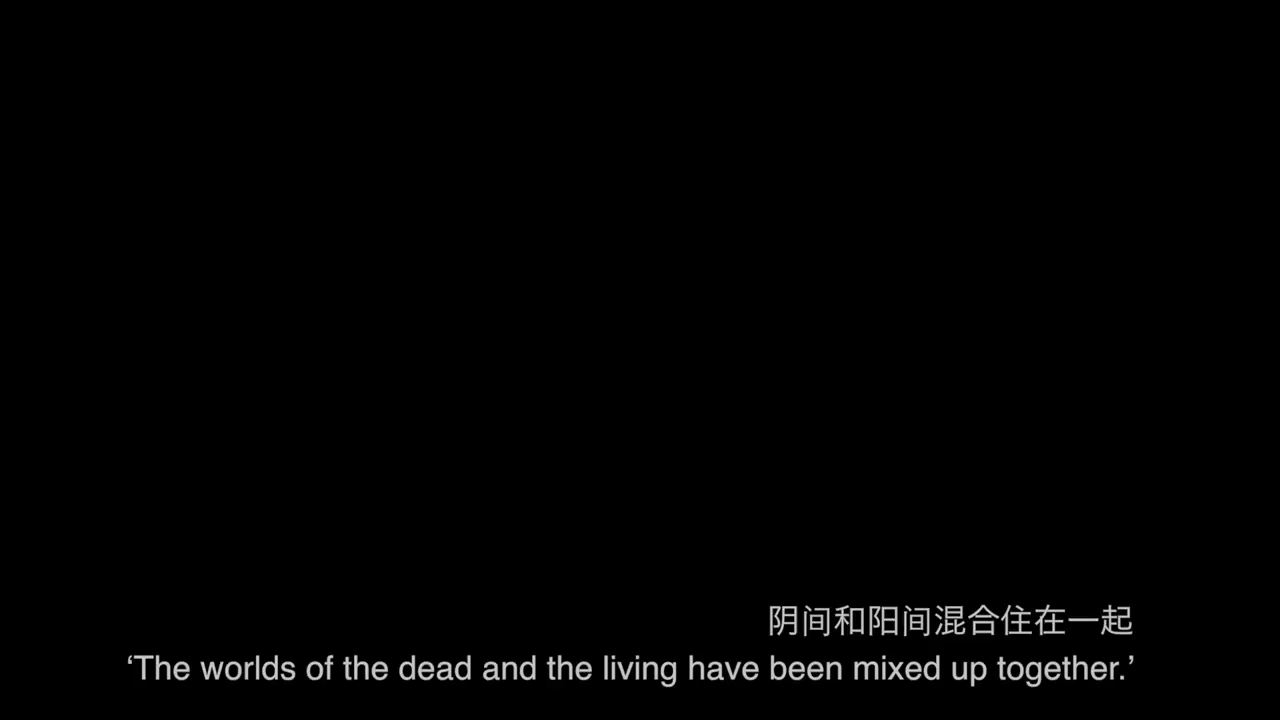 阴间和阳间混合住在一起
‘The worlds of the dead and the living have been mixed up together.’